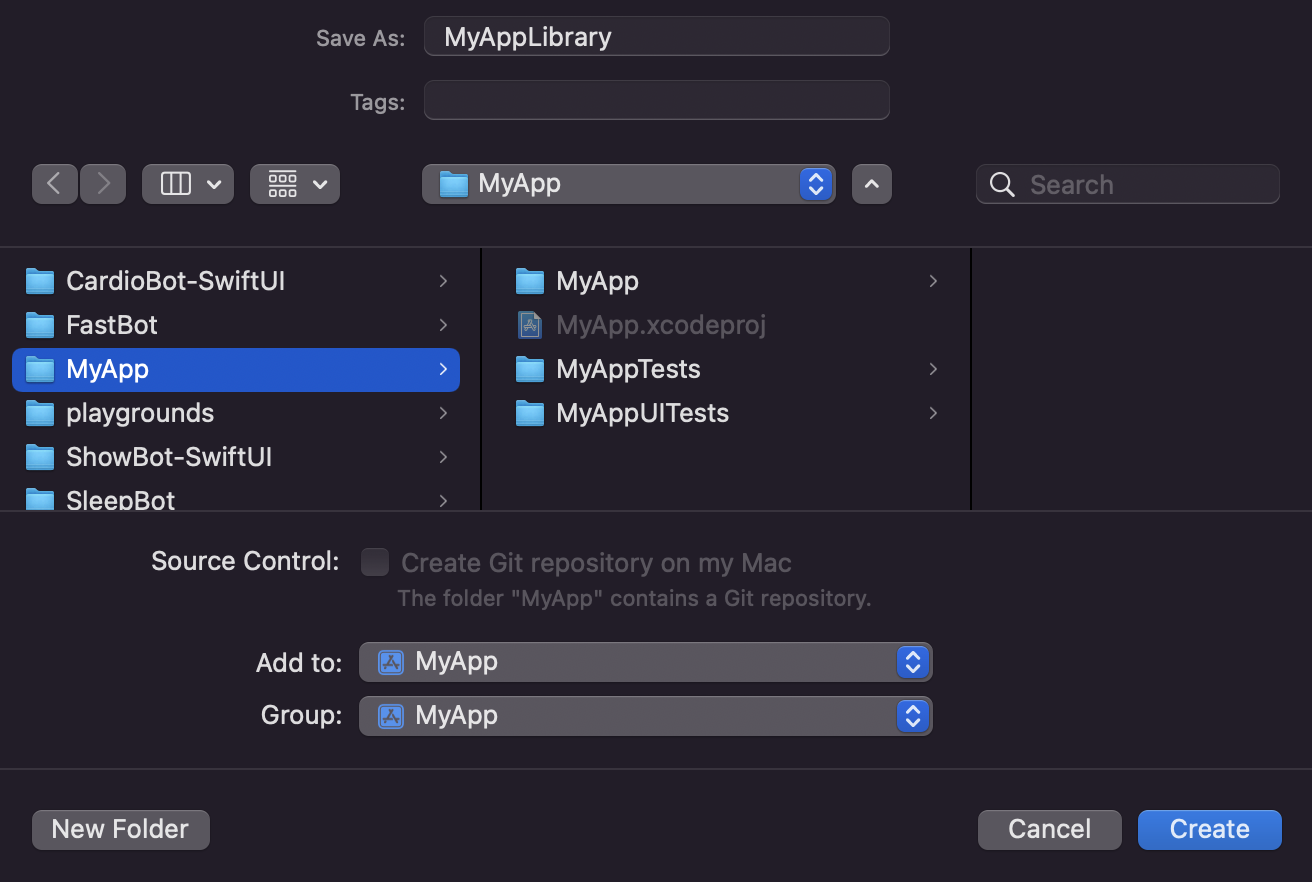 Save As: MyAppLibrary
Tags:
MyApp
Search
CardioBot-SwiftUI
FastBot
MyApp
playgrounds
ShowBot-SwiftUI
SleepBot
MyApp
MyApp.xcodeproj
MyAppTests
MyAppUITests
Source Control: Create Git repository on my Mac
The folder "MyApp" contains a Git repository.
Add to: MyApp
Group: MyApp
New Folder
Cancel
Create